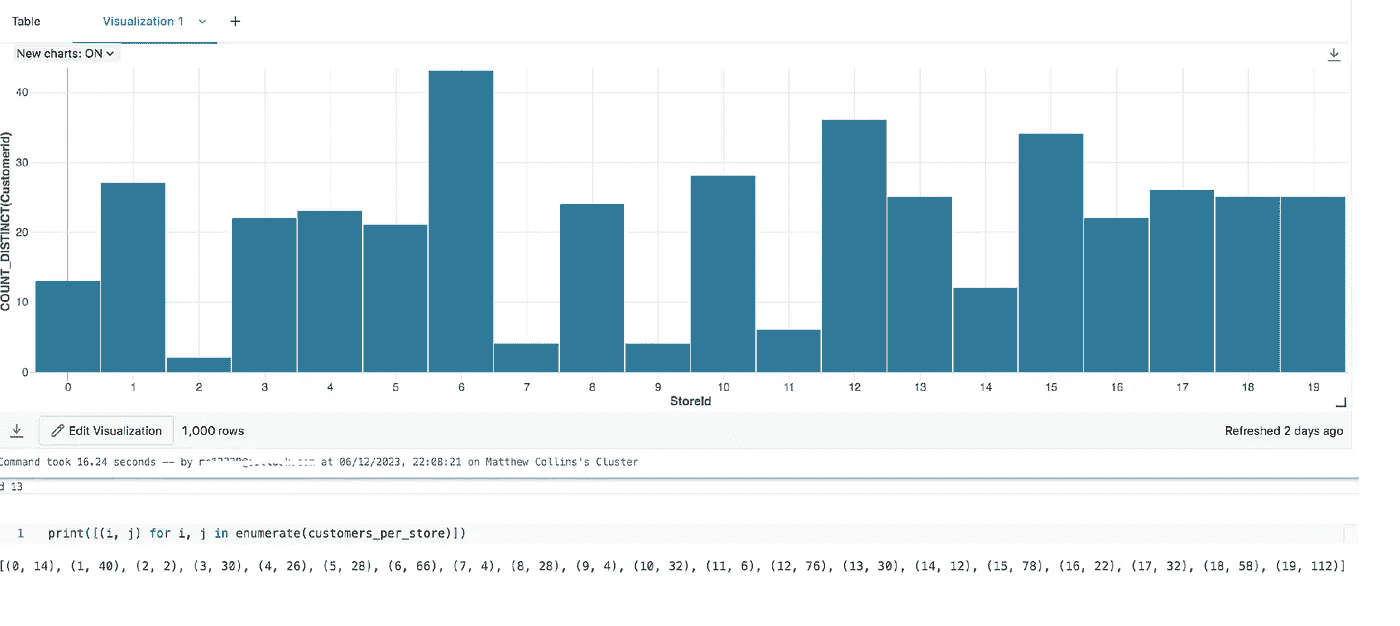 Table Visualization 1 +
New charts: ON
COUNT_DISTINCT(CustomerId)
40
30
20
10
0
0 1 2 3 4 5 6 7 8 9 10 11 12 13 14 15 16 17 18 19
StoreId
Edit Visualization 1,000 rows Refreshed 2 days ago
Command took 16.24 seconds -- by at 06/12/2023, 22:08:21 on Matthew Collins's Cluster
d 13
1 print([(i, j) for i, j in enumerate(customers_per_store)])
[(0, 14), (1, 40), (2, 2), (3, 30), (4, 26), (5, 28), (6, 66), (7, 4), (8, 28), (9, 4), (10, 32), (11, 6), (12, 76), (13, 30), (14, 12), (15, 78), (16, 22), (17, 32), (18, 58), (19, 112)]